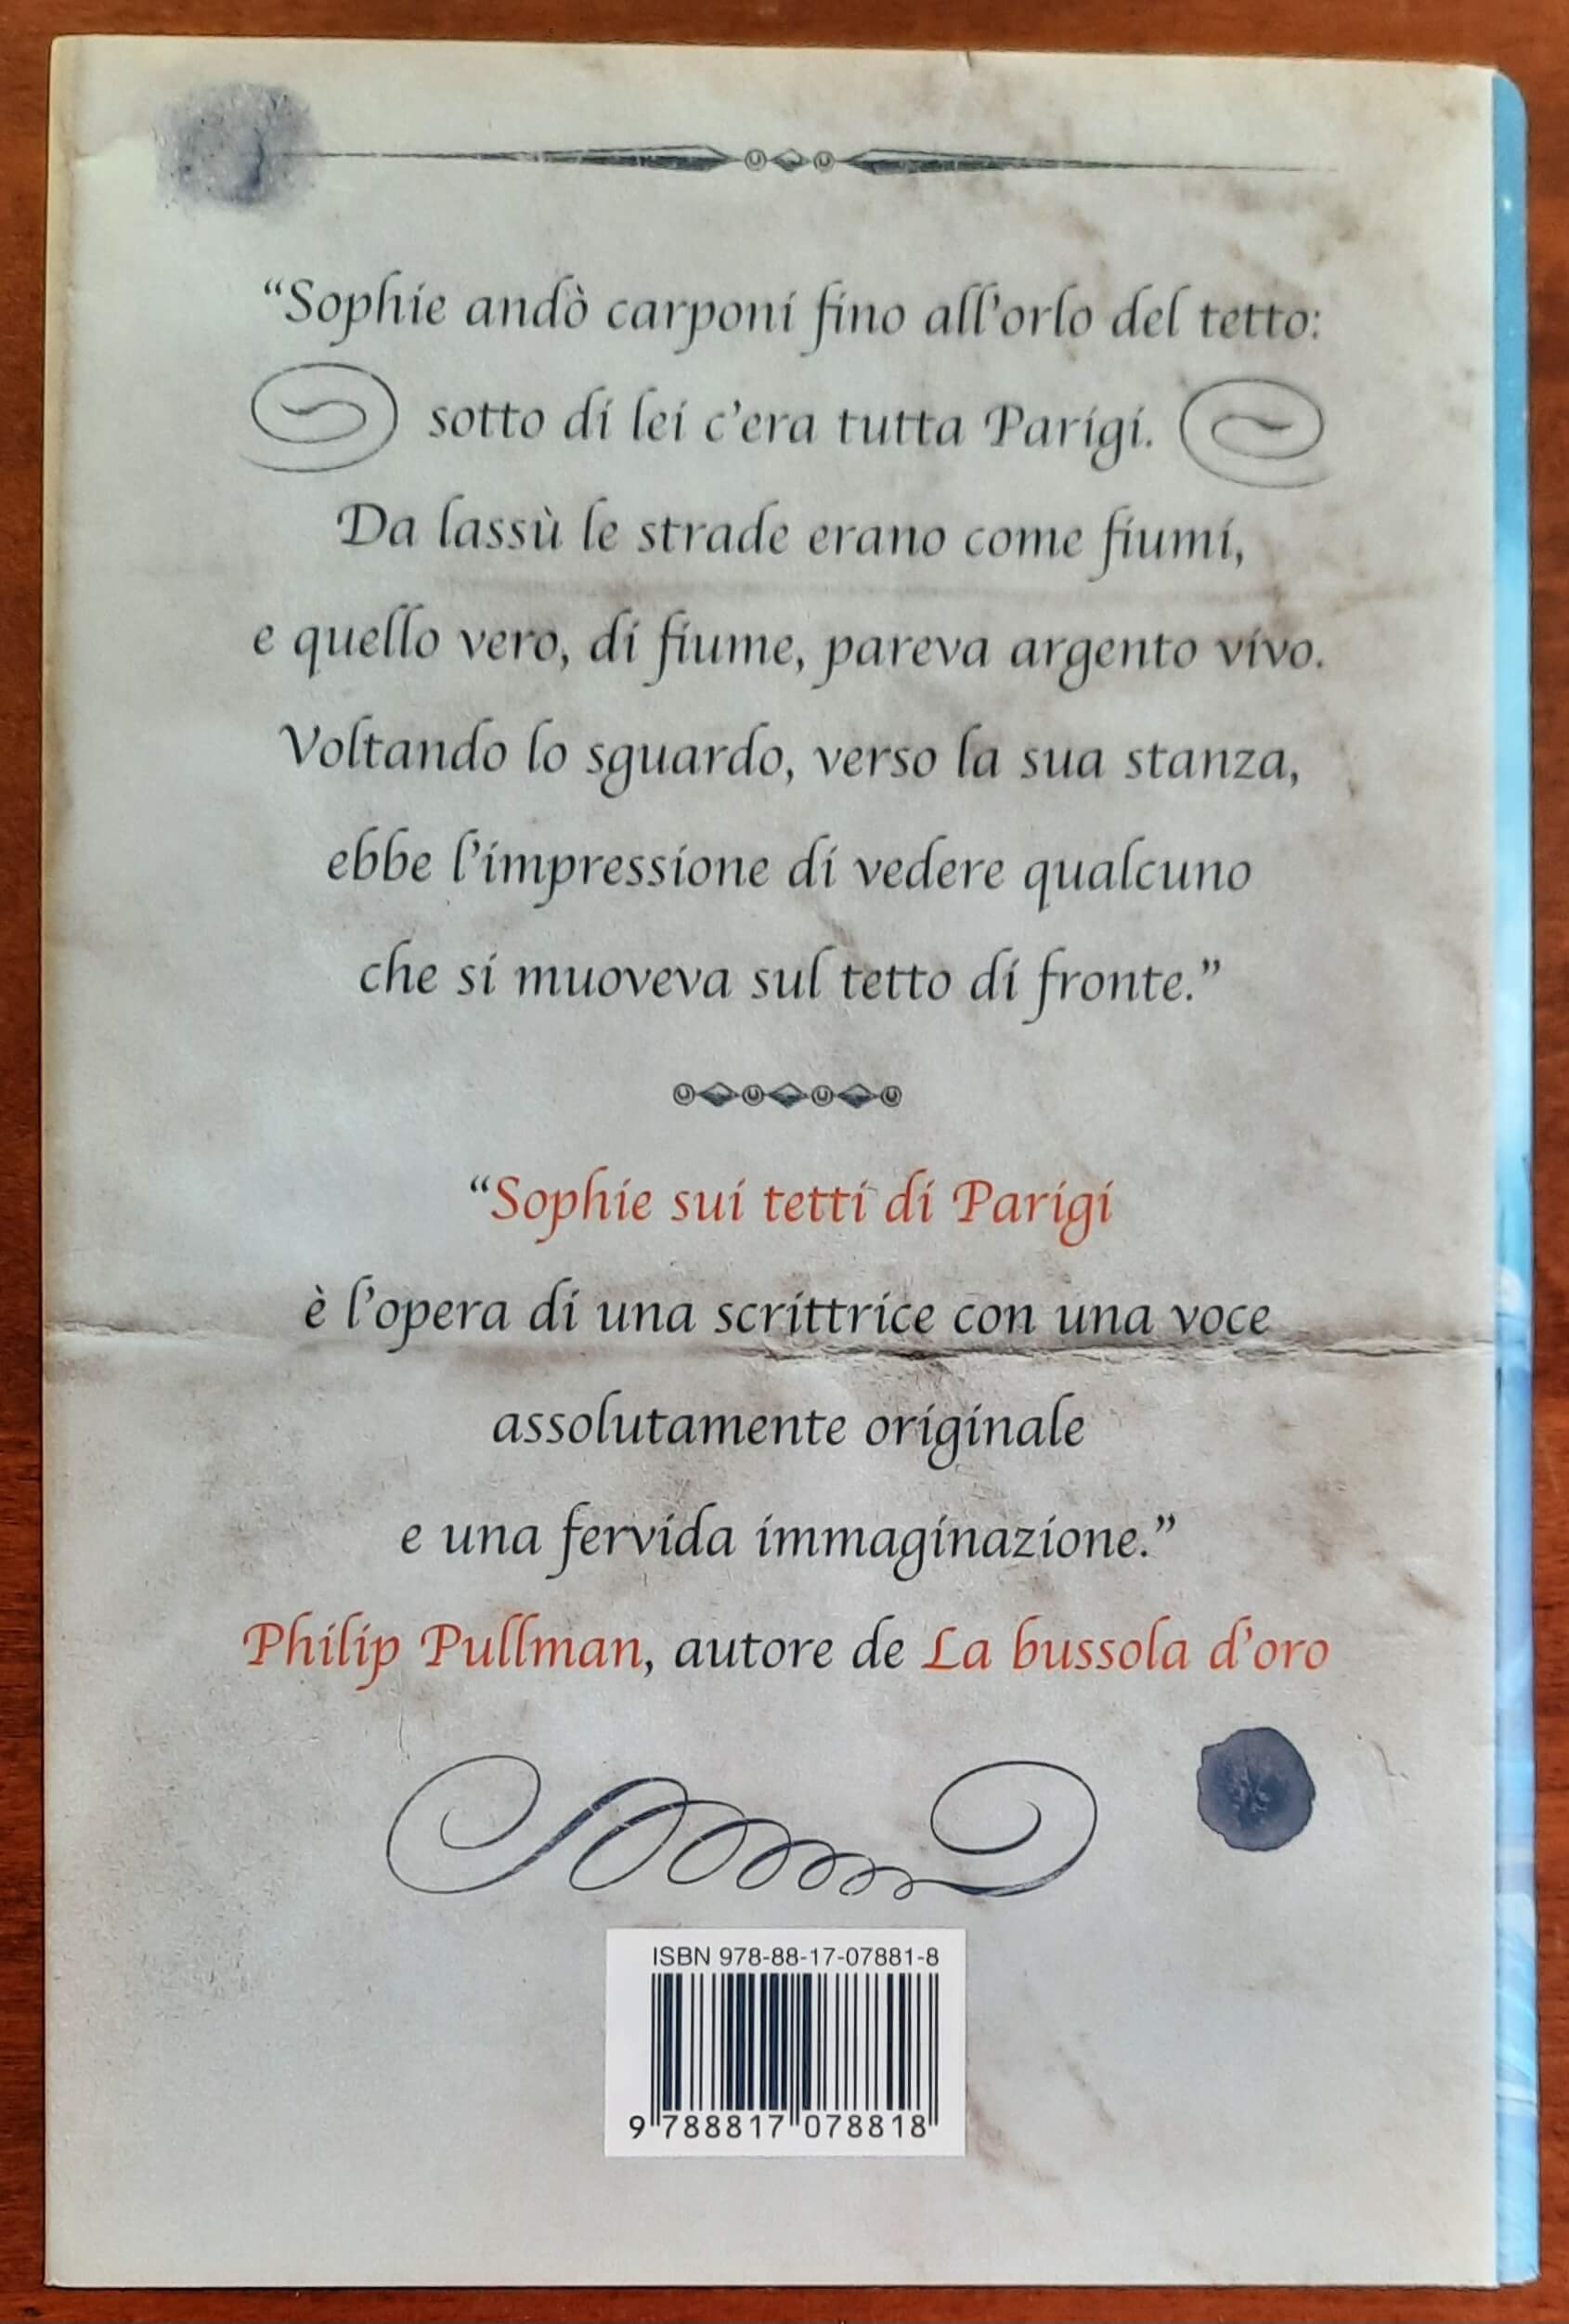 “Sophie andò carponi fino all’orlo del tetto:
sotto di lei c’era tutta Parigi.
Da lassù le strade erano come fiumi,
e quello vero, di fiume, pareva argento vivo.
Voltando lo sguardo, verso la sua stanza,
ebbe l’impressione di vedere qualcuno
che si muoveva sul tetto di fronte.”
“Sophie sui tetti di Parigi
è l’opera di una scrittrice con una voce
assolutamente originale
e una fervida immaginazione.”
Philip Pullman, autore de La bussola d’oro
ISBN 978-88-17-07881-8
9 788817 078818